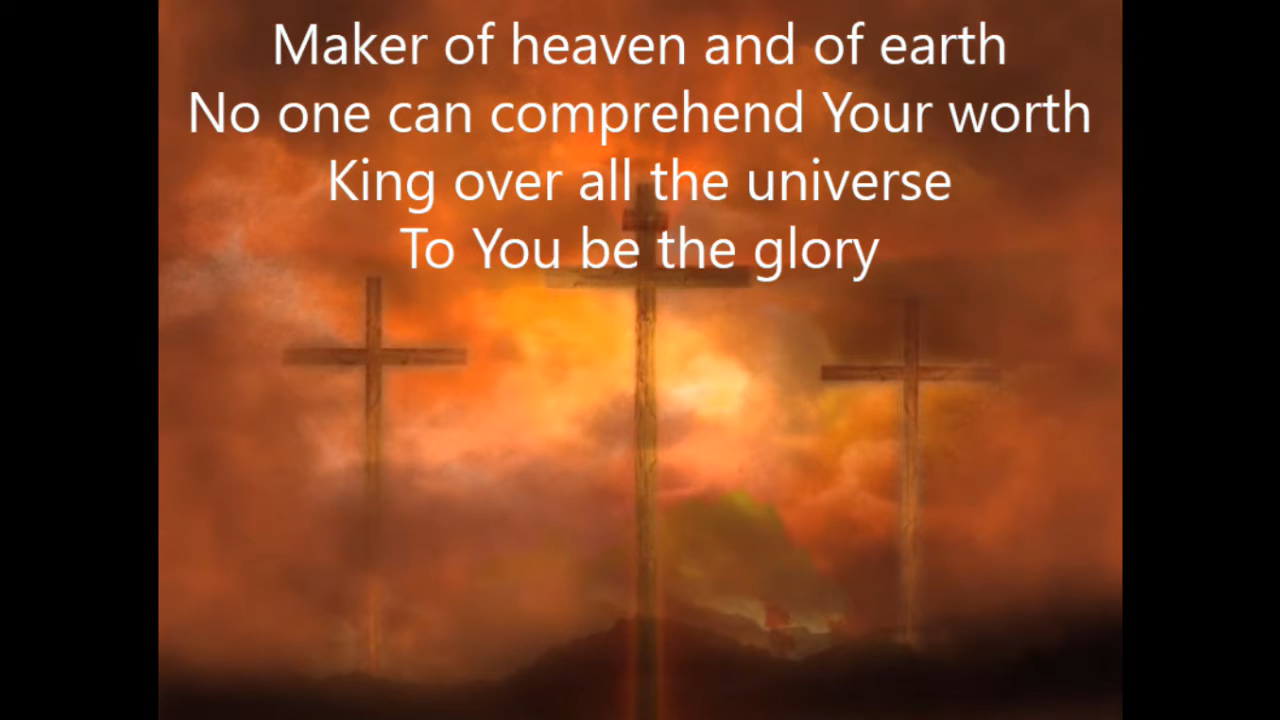 Maker of heaven and of earth
No one can comprehend Your worth
King over all the universe
To You be the glory